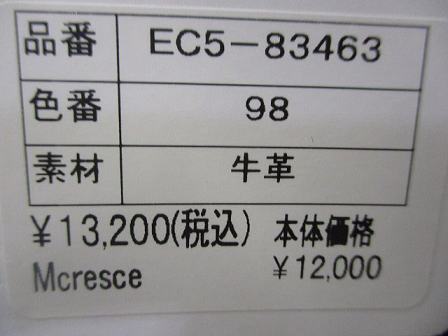 品番 EC5-83463
色番 98
素材 牛革
¥13,200(税込) 本体価格
Mcresce ¥12,000